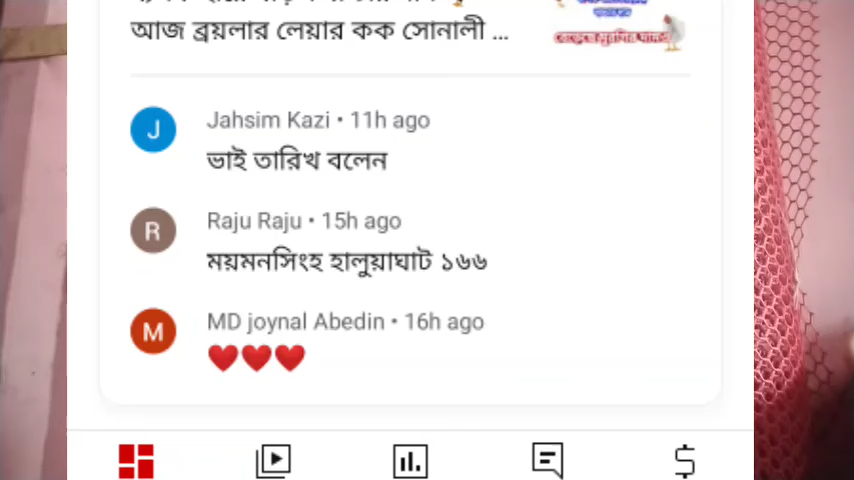 আজ ব্রয়লার লেয়ার কক সোনালী ...
Jahsim Kazi • 11h ago
ভাই তারিখ বলেন
Raju Raju • 15h ago
ময়মনসিংহ হালুয়াঘাট ১৬৬
MD joynal Abedin • 16h ago
❤️❤️❤️